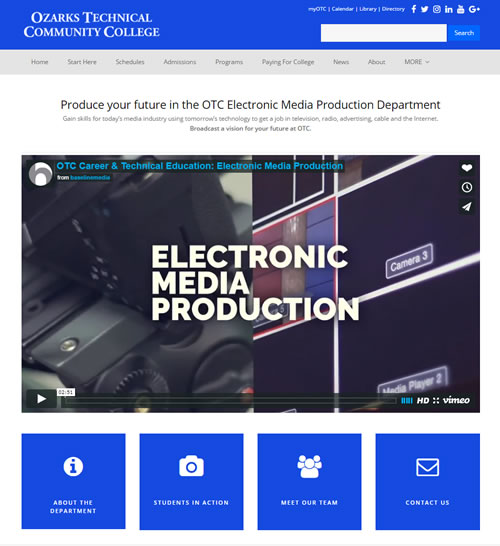 OZARKS TECHNICAL
COMMUNITY COLLEGE
myOTC | Calendar | Library | Directory
Search
Home Start Here Schedules Admissions Programs Paying For College News About MORE
Produce your future in the OTC Electronic Media Production Department
Gain skills for today's media industry using tomorrow's technology to get a job in television, radio, advertising, cable and the Internet.
Broadcast a vision for your future at OTC.
OTC Career & Technical Education: Electronic Media Production
from baselinemedia
ELECTRONIC
MEDIA
PRODUCTION
Camera 3
Media Player 2
02:51
HD vimeo
ABOUT THE
DEPARTMENT
STUDENTS IN ACTION
MEET OUR TEAM
CONTACT US